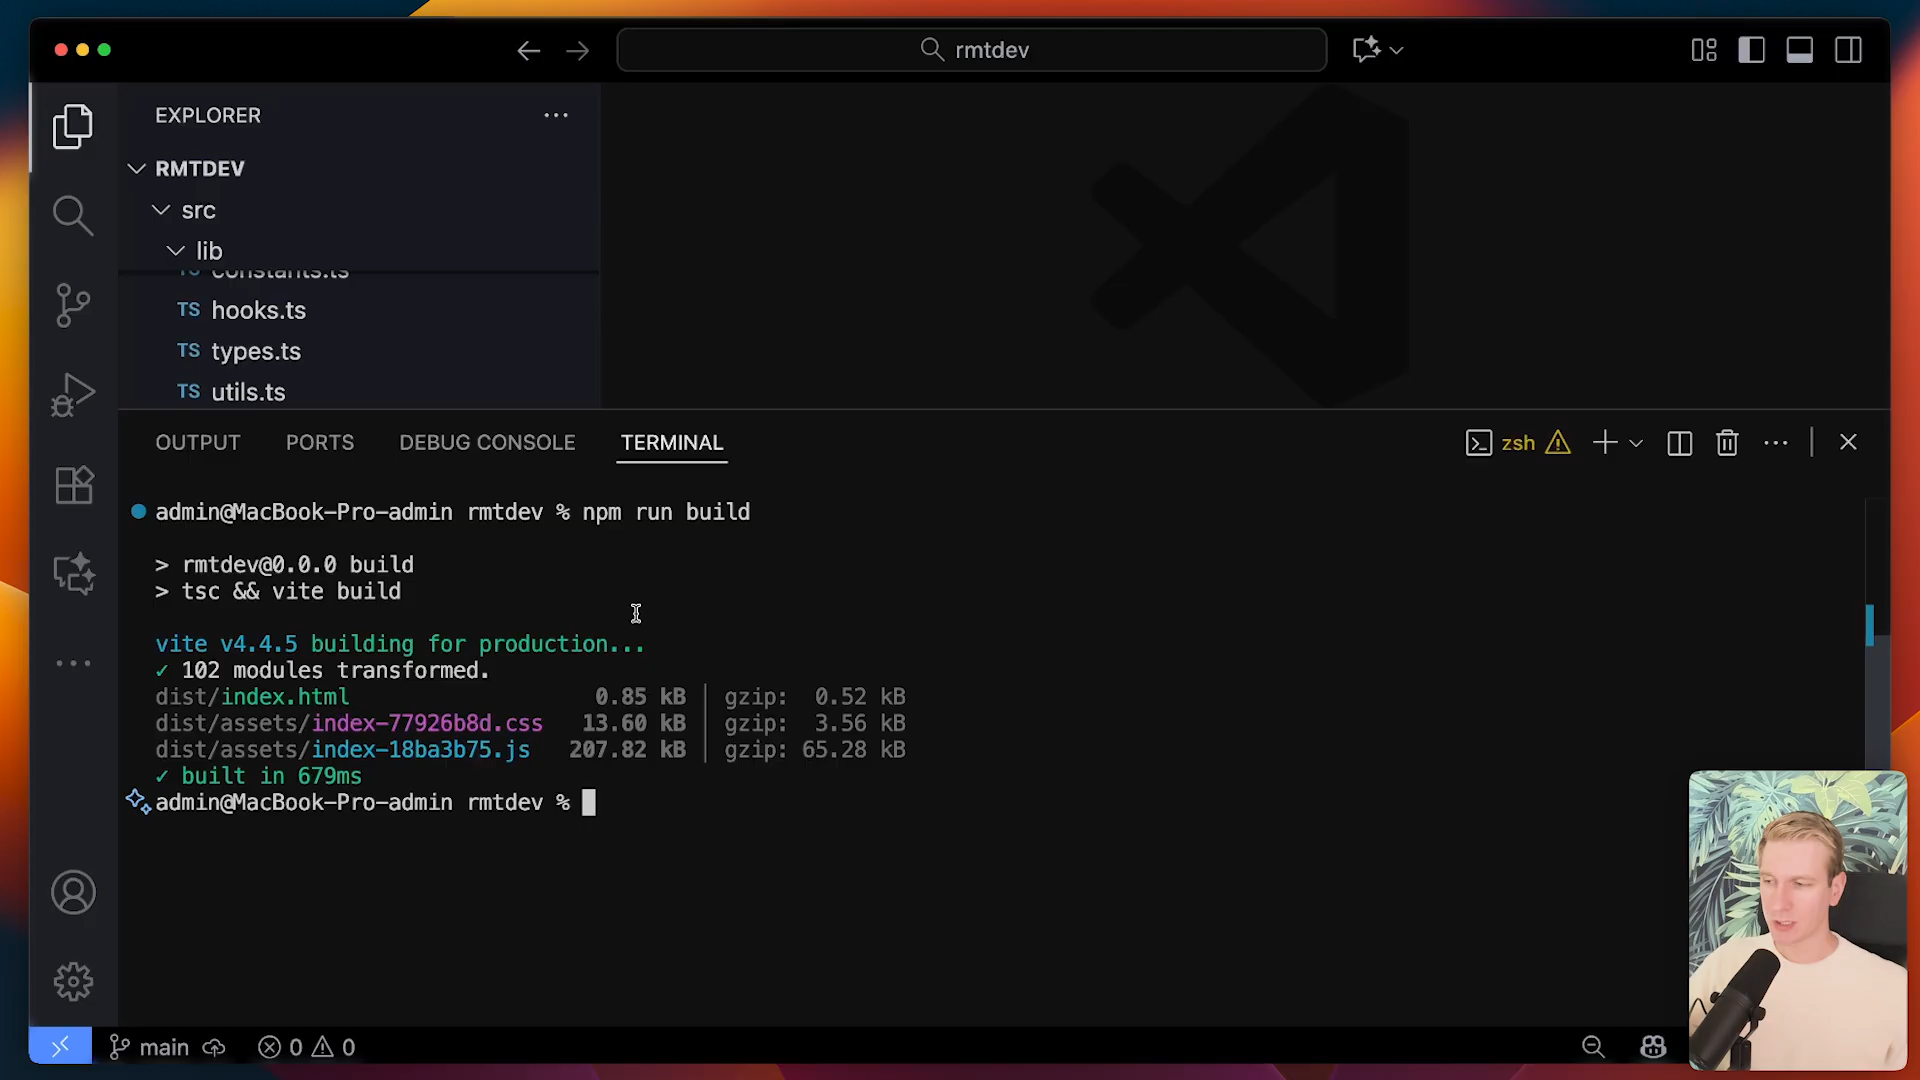 rmtdev
EXPLORER
RMTDEV
src
lib
TS constants.ts
TS hooks.ts
TS types.ts
TS utils.ts
OUTPUT PORTS DEBUG CONSOLE TERMINAL
zsh
admin@MacBook-Pro-admin rmtdev % npm run build
> rmtdev@0.0.0 build
> tsc && vite build
vite v4.4.5 building for production...
✓ 102 modules transformed.
dist/index.html 0.85 kB │ gzip: 0.52 kB
dist/assets/index-77926b8d.css 13.60 kB │ gzip: 3.56 kB
dist/assets/index-18ba3b75.js 207.82 kB │ gzip: 65.28 kB
✓ built in 679ms
admin@MacBook-Pro-admin rmtdev %
main 0 0